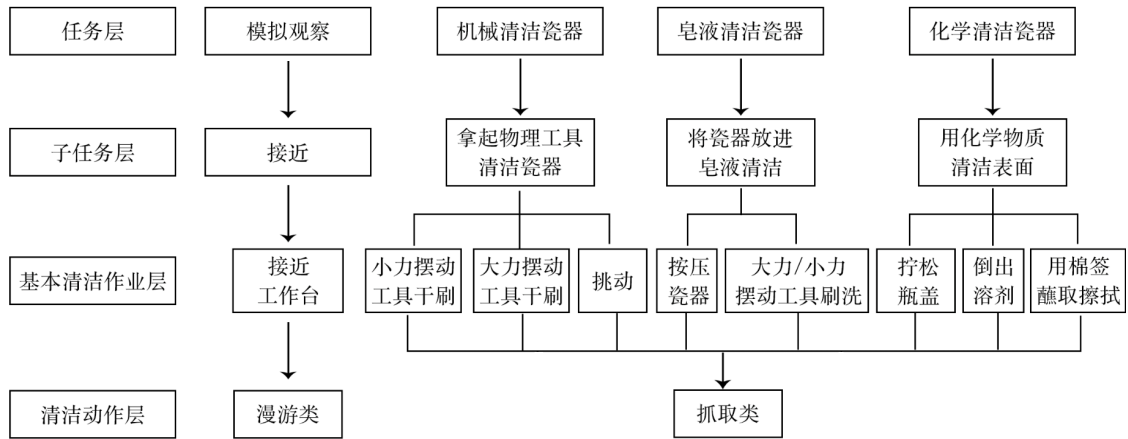 任务层
模拟观察
机械清洁瓷器
皂液清洁瓷器
化学清洁瓷器
子任务层
接近
拿起物理工具
清洁瓷器
将瓷器放进
皂液清洁
用化学物质
清洁表面
基本清洁作业层
接近
工作台
小力摆动
工具干刷
大力摆动
工具干刷
挑动
按压
瓷器
大力/小力
摆动工具刷洗
拧松
瓶盖
倒出
溶剂
用棉签
蘸取擦拭
清洁动作层
漫游类
抓取类